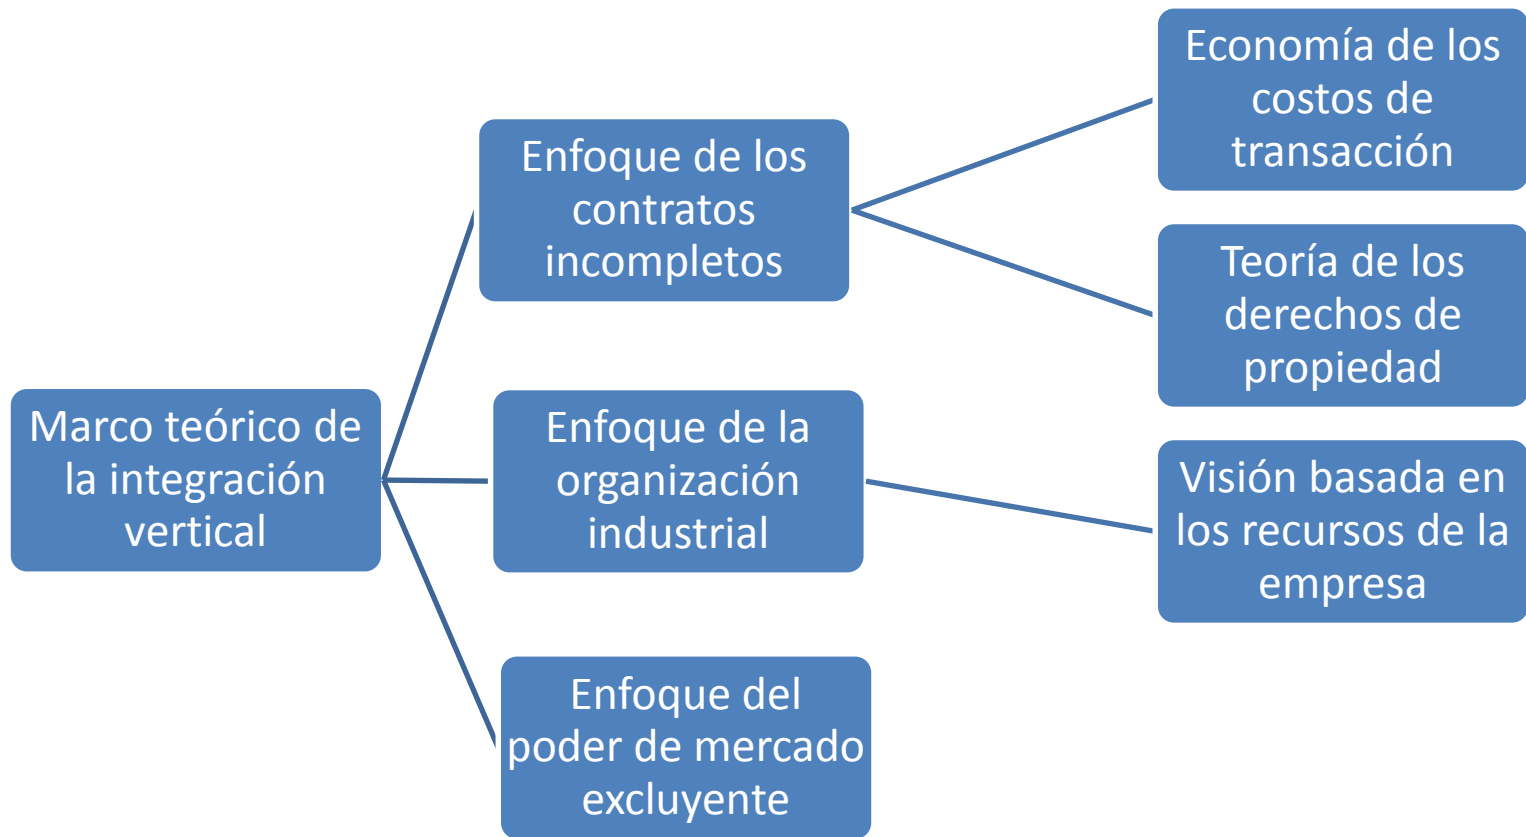 Marco teórico de
la integración
vertical
Enfoque de los
contratos
incompletos
Economía de los
costos de
transacción
Teoría de los
derechos de
propiedad
Enfoque de la
organización
industrial
Visión basada en
los recursos de la
empresa
Enfoque del
poder de mercado
excluyente